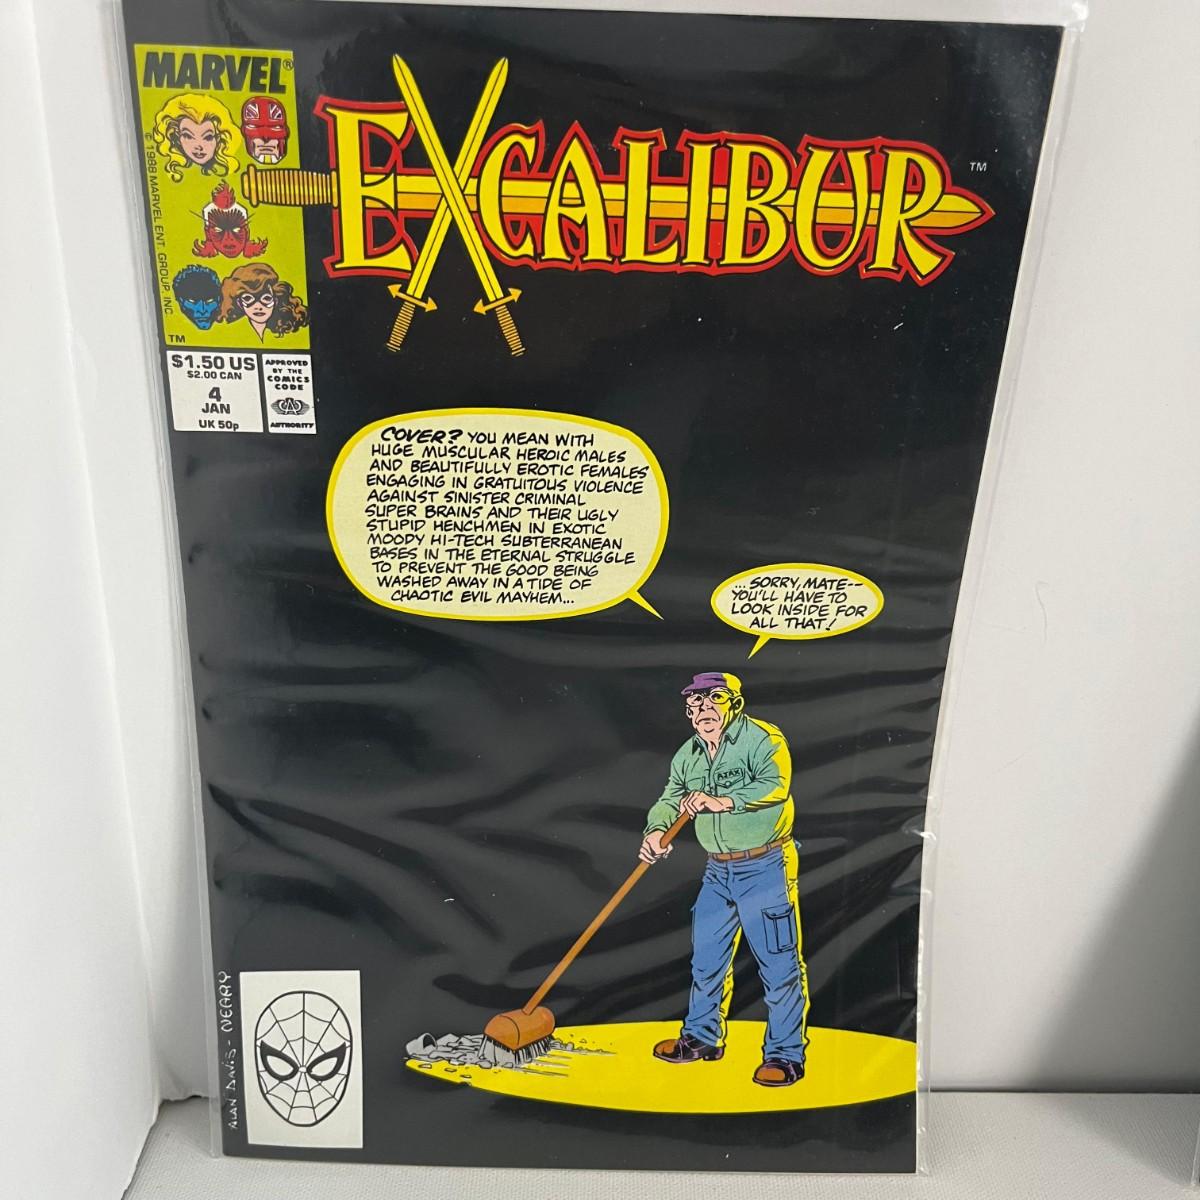 MARVEL®
© 1988 MARVEL ENT. GROUP, INC.
TM
EXCALIBUR
TM
$1.50 US
$2.00 CAN
4
JAN
UK 50p
APPROVED
BY THE
COMICS
CODE
CA
AUTHORITY
COVER? YOU MEAN WITH
HUGE MUSCULAR HEROIC MALES
AND BEAUTIFULLY EROTIC FEMALES
ENGAGING IN GRATUITOUS VIOLENCE
AGAINST SINISTER CRIMINAL
SUPER BRAINS AND THEIR UGLY
STUPID HENCHMEN IN EXOTIC
MOODY HI-TECH SUBTERRANEAN
BASES IN THE ETERNAL STRUGGLE
TO PREVENT THE GOOD BEING
WASHED AWAY IN A TIDE OF
CHAOTIC EVIL MAYHEM...
...SORRY, MATE--
YOU'LL HAVE TO
LOOK INSIDE FOR
ALL THAT!
AJAX
ALAN DAVIS - NEARY